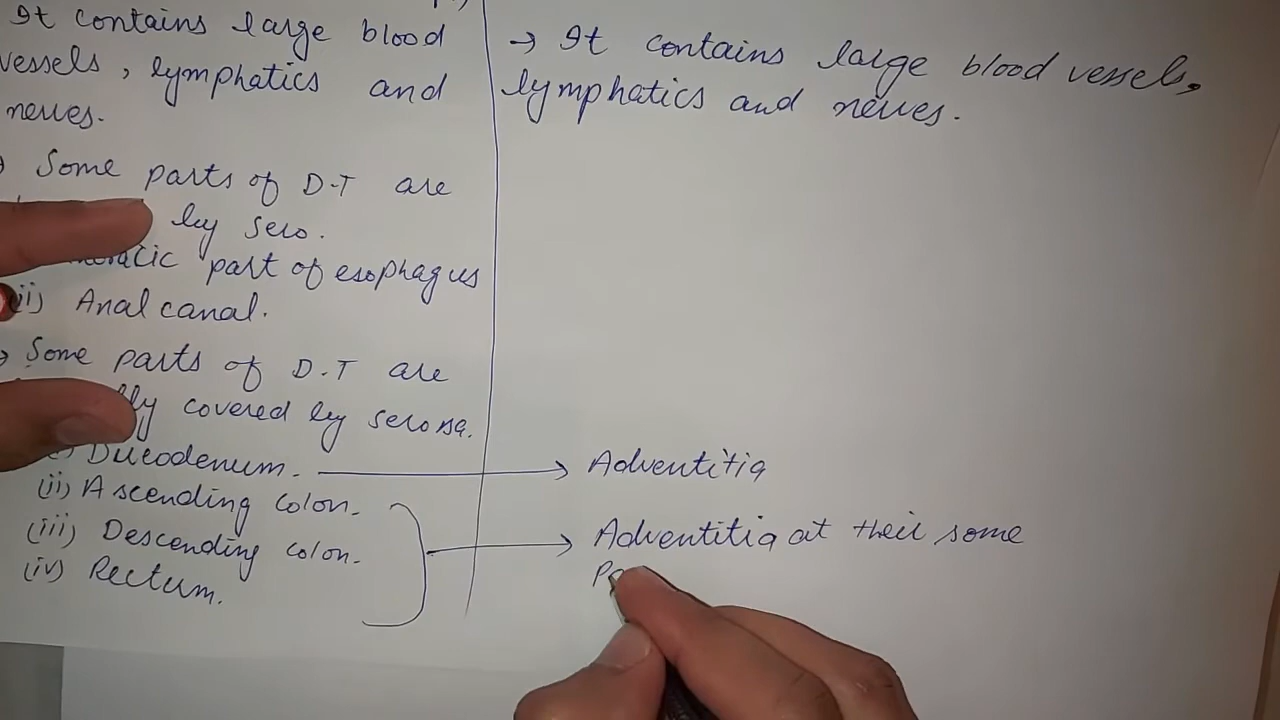 It contains large blood
vessels, lymphatics and
nerves.
Some parts of D.T are
by sero.
part of esophagus
ii) Anal canal.
Some parts of D.T are
covered by serosa.
Dueodenum.
(ii) Ascending colon.
(iii) Descending colon.
(iv) Rectum.
→ It contains large blood vessels,
lymphatics and nerves.
Adventitia
Adventitia at their some